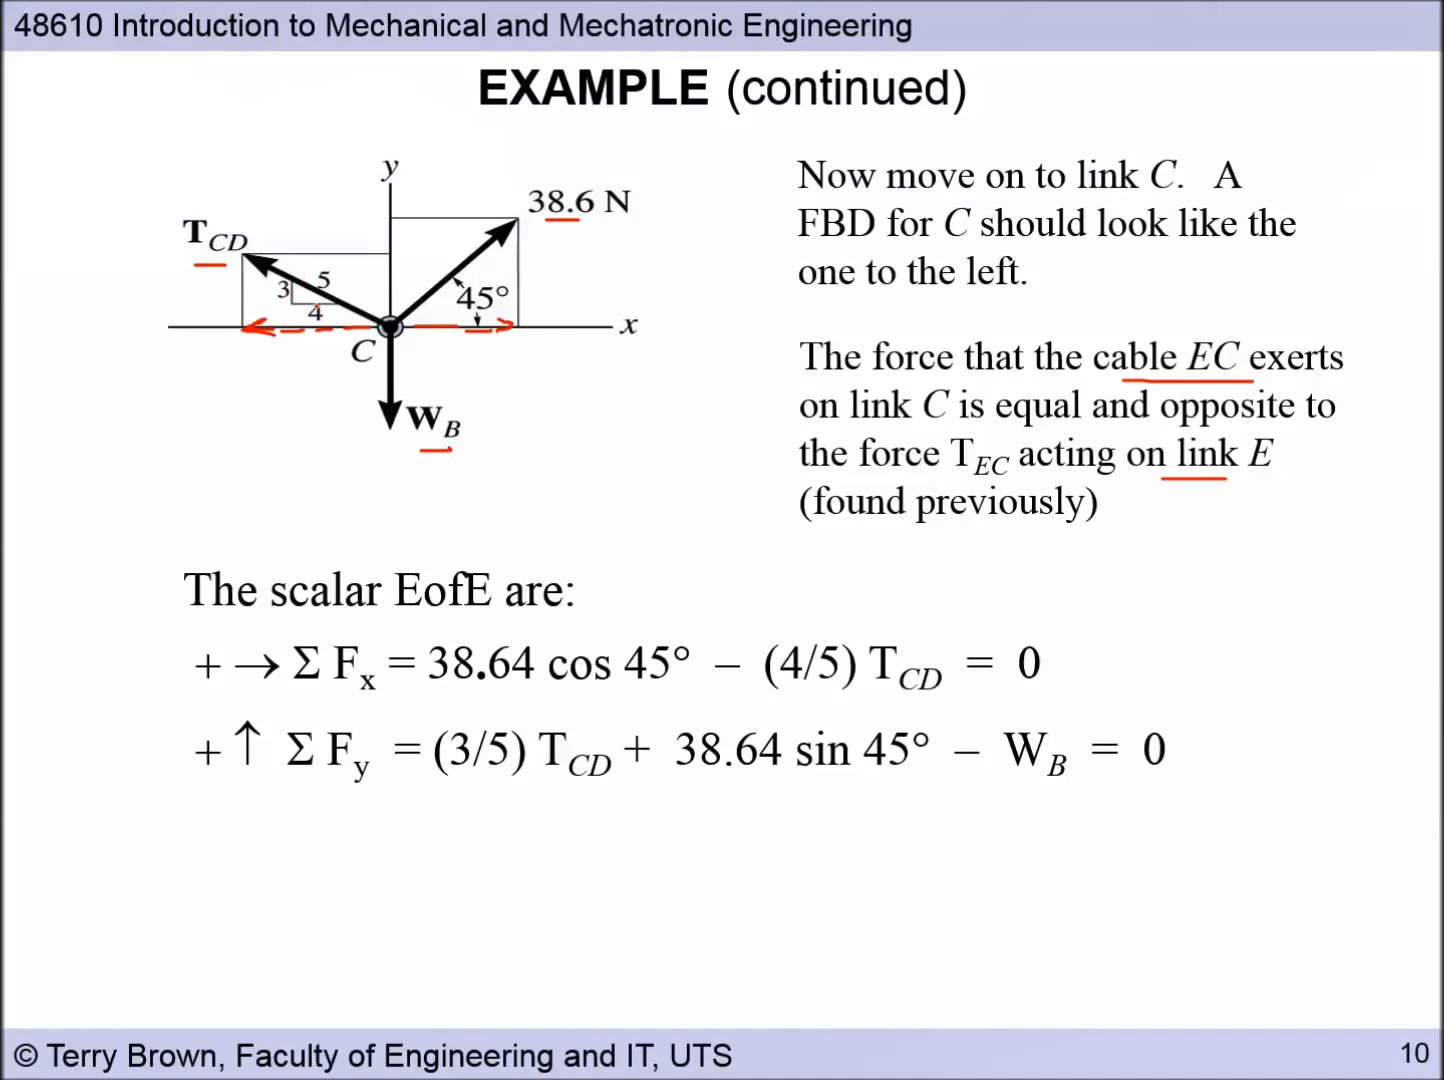 48610 Introduction to Mechanical and Mechatronic Engineering
EXAMPLE (continued)
y
38.6 N
T_CD
3
5
4
45°
x
C
W_B
Now move on to link C. A
FBD for C should look like the
one to the left.
The force that the cable EC exerts
on link C is equal and opposite to
the force T_EC acting on link E
(found previously)
The scalar EofE are:
+ → Σ F_x = 38.64 cos 45° – (4/5) T_CD = 0
+ ↑ Σ F_y = (3/5) T_CD + 38.64 sin 45° – W_B = 0
© Terry Brown, Faculty of Engineering and IT, UTS
10